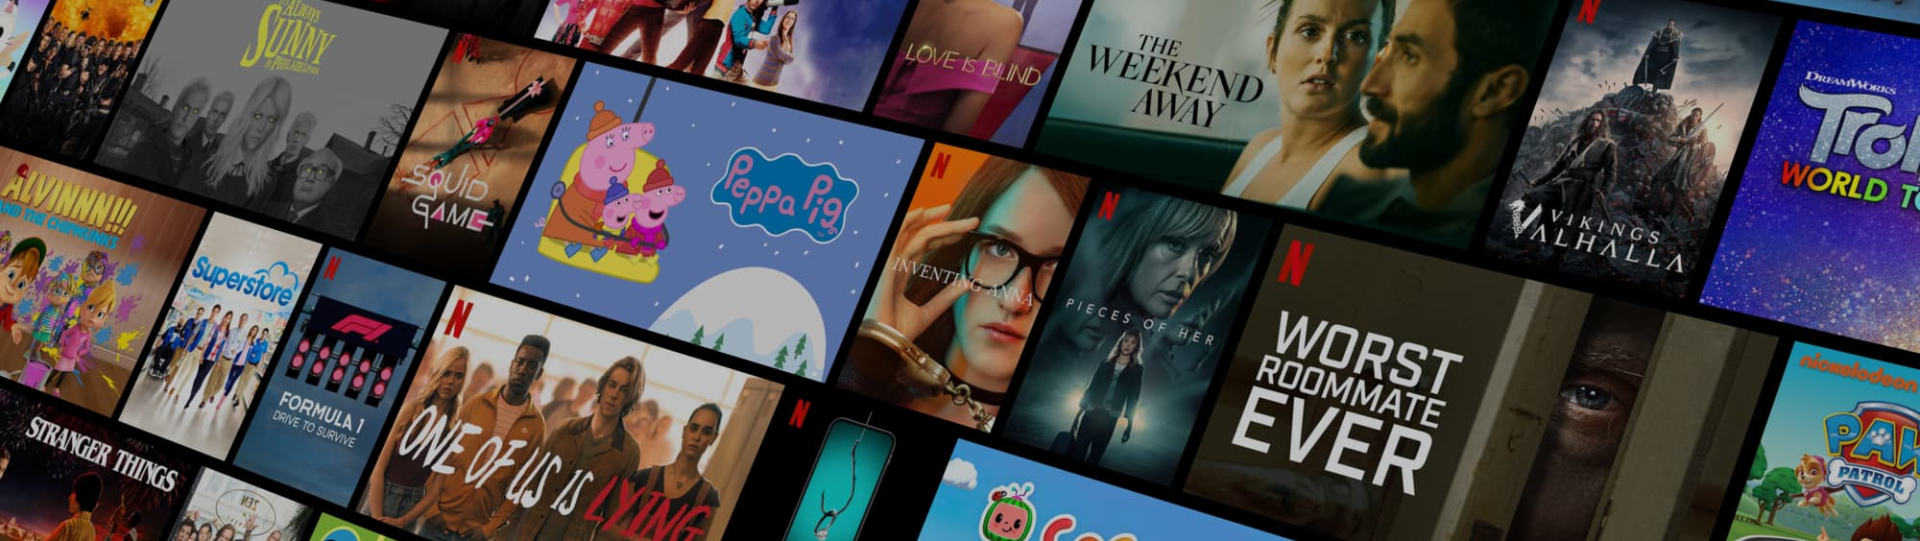 IT'S ALWAYS
SUNNY
IN PHILADELPHIA
LOVE IS BLIND
THE
WEEKEND
AWAY
N
VIKINGS
VALHALLA
DREAMWORKS
WORLD
N
SQUID
GAME
Peppa Pig
N
INVENTING ANNA
N
PIECES OF HER
N
WORST
ROOMMATE
EVER
ALVINNN!!!
AND THE CHIPMUNKS
Superstore
N
F1
FORMULA 1
DRIVE TO SURVIVE
N
ONE OF US IS LYING
N
nickelodeon
PAW
PATROL
STRANGER THINGS
ZEN